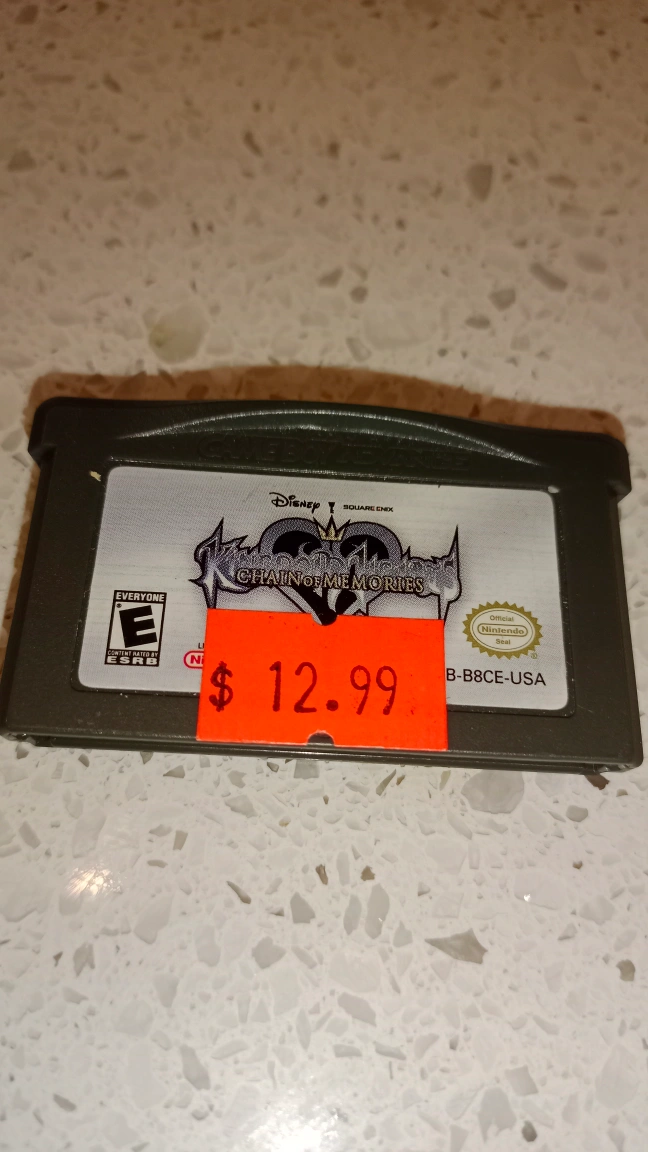 GAME BOY ADVANCE
Disney SQUARE ENIX
KINGDOM HEARTS
CHAIN OF MEMORIES
EVERYONE
E
CONTENT RATED BY
ESRB
Official
Nintendo
Seal
B-B8CE-USA
$ 12.99